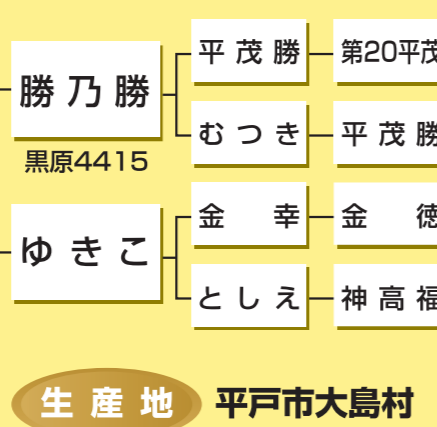 勝乃勝
黒原4415
平茂勝
第20平茂
むつき
平茂勝
ゆきこ
金幸
金徳
としえ
神高福
生産地
平戸市大島村